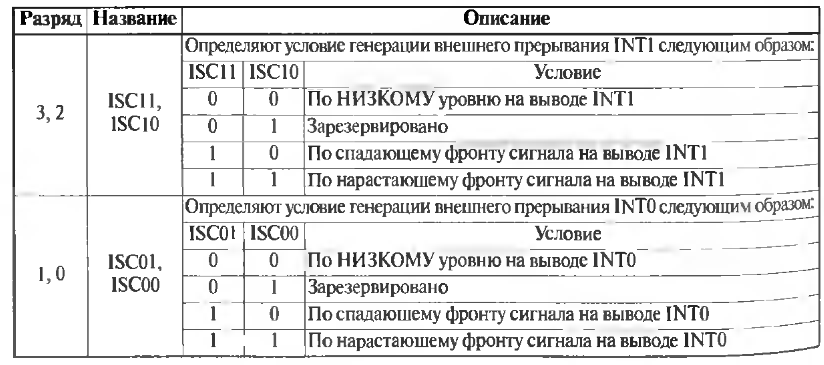 Разряд Название Описание
Определяют условие генерации внешнего прерывания INT1 следующим образом:
ISC11 ISC10 Условие
3, 2 ISC11, ISC10
0 0 По НИЗКОМУ уровню на выводе INT1
0 1 Зарезервировано
1 0 По спадающему фронту сигнала на выводе INT1
1 1 По нарастающему фронту сигнала на выводе INT1
Определяют условие генерации внешнего прерывания INT0 следующим образом:
ISC01 ISC00 Условие
1, 0 ISC01, ISC00
0 0 По НИЗКОМУ уровню на выводе INT0
0 1 Зарезервировано
1 0 По спадающему фронту сигнала на выводе INT0
1 1 По нарастающему фронту сигнала на выводе INT0